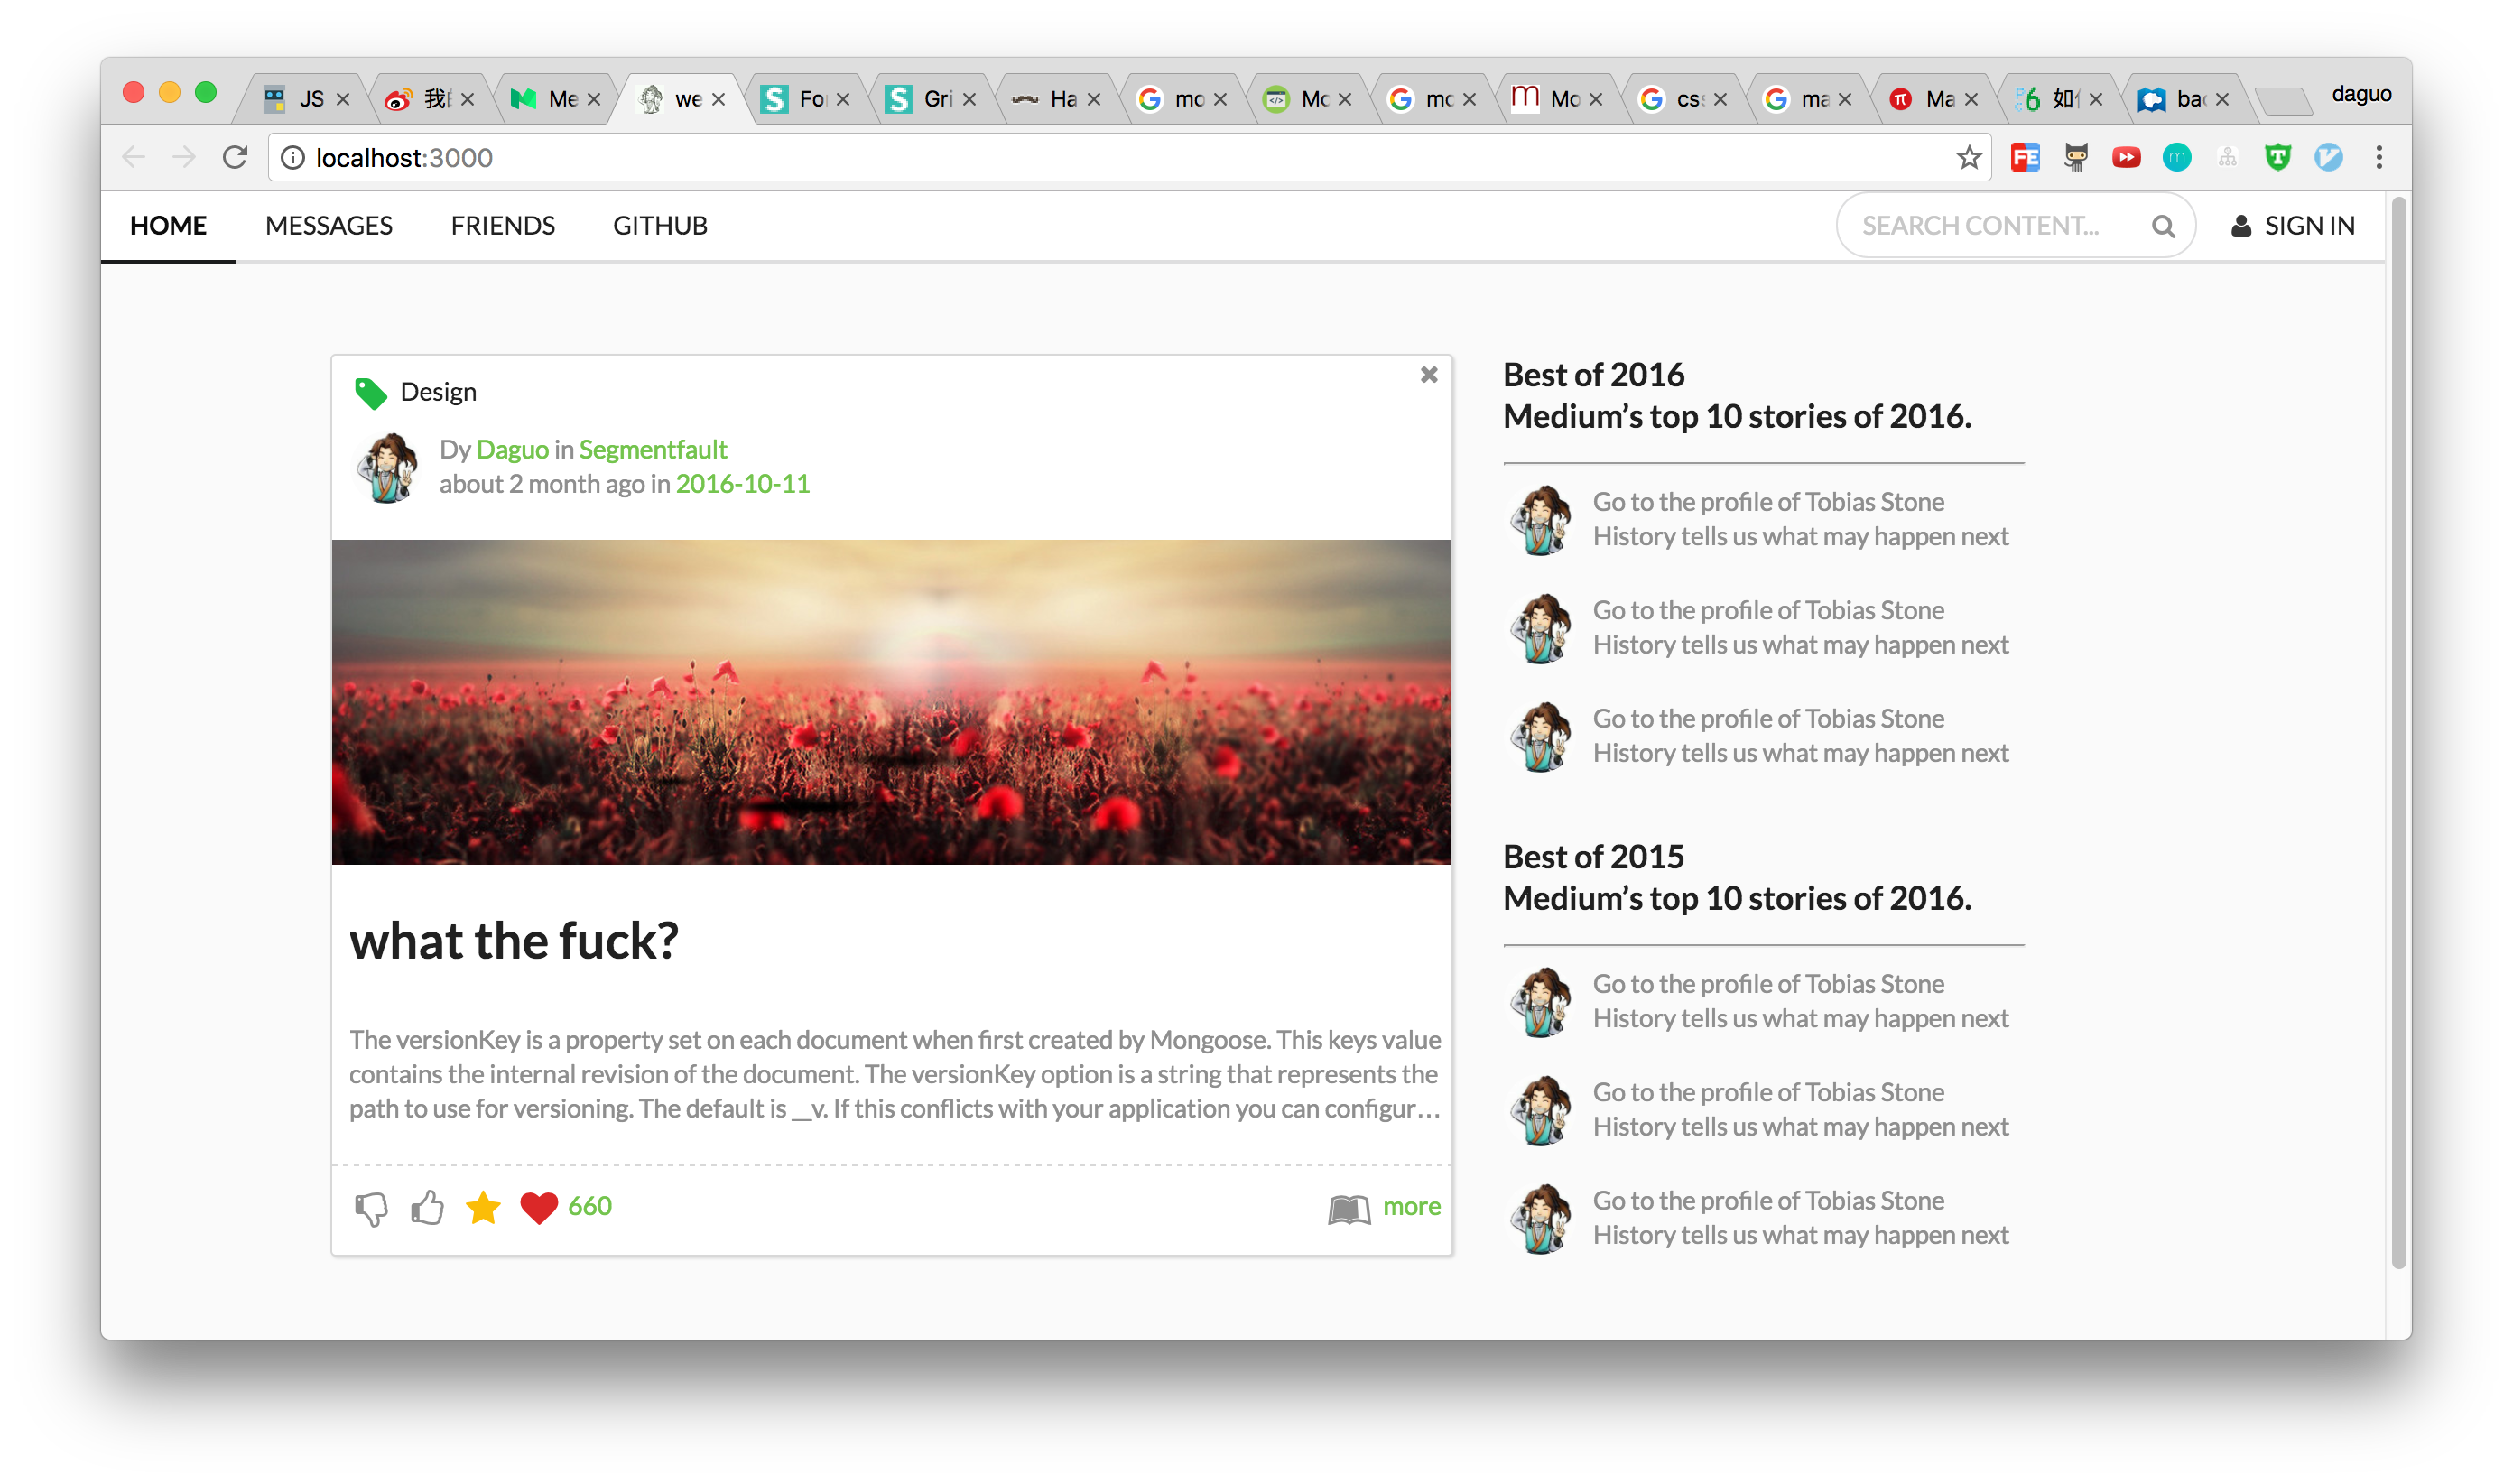 JS
我
Me
we
Fo
Gri
Ha
mo
Mo
mo
Mo
css
ma
Ma
如
bac
daguo
localhost:3000
HOME
MESSAGES
FRIENDS
GITHUB
SEARCH CONTENT...
SIGN IN
Design
Dy Daguo in Segmentfault
about 2 month ago in 2016-10-11
what the fuck?
The versionKey is a property set on each document when first created by Mongoose. This keys value
contains the internal revision of the document. The versionKey option is a string that represents the
path to use for versioning. The default is __v. If this conflicts with your application you can configur…
660
more
Best of 2016
Medium’s top 10 stories of 2016.
Go to the profile of Tobias Stone
History tells us what may happen next
Go to the profile of Tobias Stone
History tells us what may happen next
Go to the profile of Tobias Stone
History tells us what may happen next
Best of 2015
Medium’s top 10 stories of 2016.
Go to the profile of Tobias Stone
History tells us what may happen next
Go to the profile of Tobias Stone
History tells us what may happen next
Go to the profile of Tobias Stone
History tells us what may happen next